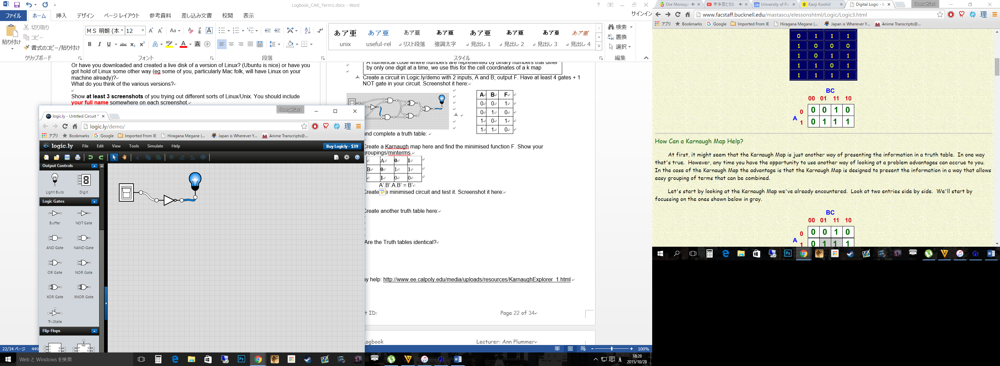 Logbook_CAR_Term1.docx - Word
サインイン
ファイル ホーム 挿入 デザイン ページ レイアウト 参考資料 差し込み文書 校閲 表示
貼り付け
切り取り
コピー
書式のコピー/貼り付け
クリップボード
ＭＳ 明朝 (本 12
フォント
段落
あア亜 あア亜 あア亜 あア亜 あア亜 あア亜 あア亜 あア亜
unix useful-rel リスト段落 強調太字 見出し 1 見出し 2 見出し 3 見出し 4
スタイル
検索
置換
選択
編集
Or have you downloaded and created a live disk of a version of Linux? (Ubuntu is nice) or have you
got hold of Linux some other way (eg some of you, particularly Mac folk, will have Linux on your
machine already)?
What do you think of the various versions?
Show at least 3 screenshots of you trying out different sorts of Linux/Unix. You should include
your full name somewhere on each screenshot.
A numerical code where numbers are represented by binary numbers that differ
by only one digit at a time, we use this for the cell coordinates of a k map
Create a circuit in Logic.ly/demo with 2 inputs, A and B; output F. Have at least 4 gates + 1
NOT gate in your circuit. Screenshot it here:
A B F
0 0 1
0 1 0
1 0 1
1 1 0
and complete a truth table:
Create a Karnaugh map here and find the minimised function F. Show your
groupings/minterms.
A 0 1
B 0 1 1
1 0 0
A'.B'.A.B' = B'
Create e minimised circuit and test it. Screenshot it here:
Create another truth table here:
Are the Truth tables identical?
ay help: http://www.ee.calpoly.edu/media/uploads/resources/KarnaughExplorer_1.html
t ID: Page 22 of 34
Logbook Lecturer: Ann Plummer
22/34 ページ 449
100%
Oomathias1
logic.ly - Untitled Circuit *
logic.ly/demo/
アプリ Bookmarks Google Imported From IE Hiragana Megane (... Japan is Wherever Y... Anime Transcripts@...
logic.ly File Edit View Tools Simulate Help Buy Logicly - $39
Output Controls
Light Bulb Digit
Logic Gates
Buffer NOT Gate
AND Gate NAND Gate
OR Gate NOR Gate
XOR Gate XNOR Gate
Tri-State
Flip-Flops
Web と Windows を検索
A
18:28
2015/10/28
Ore Monoga 宇多田ヒカル - University of Po Kanji Koohii! Digital Logic - K Oomathias1
www.facstaff.bucknell.edu/mastascu/elessonshtml/Logic/Logic3.html
アプリ Bookmarks Google Imported From IE Hiragana Megane (... Japan is Wherever Y... Anime Transcripts@...
0 1 1 1
1 0 0 0
1 0 1 1
1 1 0 1
1 1 1 1
BC
00 01 11 10
0 0 0 1 0
A
1 0 1 1 1
How Can a Karnaugh Map Help?
At first, it might seem that the Karnaugh Map is just another way of presenting the information in a truth table. In one way
that's true. However, any time you have the opportunity to use another way of looking at a problem advantages can accrue to you.
In the case of the Karnaugh Map the advantage is that the Karnaugh Map is designed to present the information in a way that allows
easy grouping of terms that can be combined.
Let's start by looking at the Karnaugh Map we've already encountered. Look at two entries side by side. We'll start by
focussing on the ones shown below in gray.
BC
00 01 11 10
0 0 0 1 0
A
1 0 1 1 1